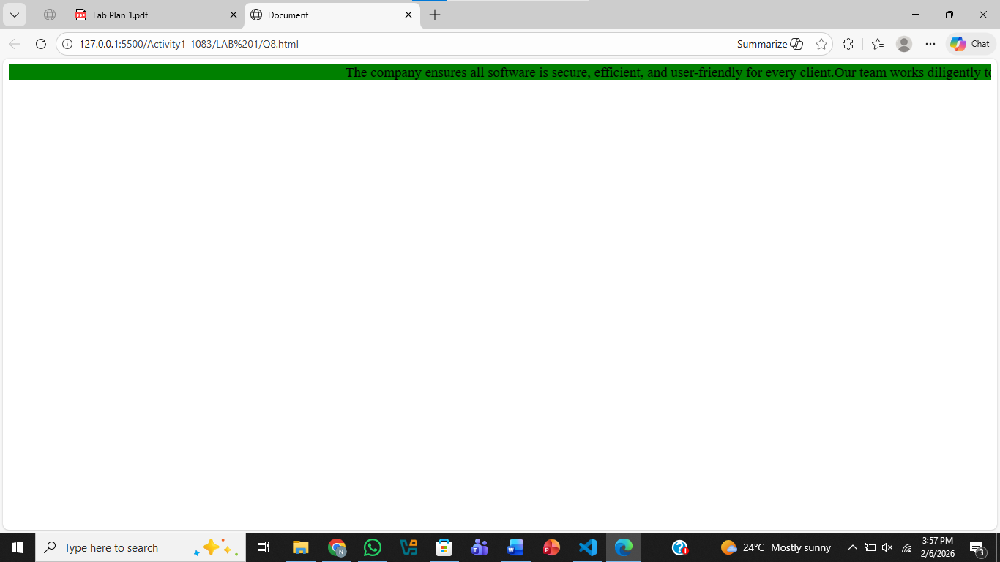 Lab Plan 1.pdf
Document
127.0.0.1:5500/Activity1-1083/LAB%201/Q8.html
Summarize
Chat
The company ensures all software is secure, efficient, and user-friendly for every client.Our team works diligently to
Type here to search
24°C Mostly sunny
3:57 PM
2/6/2026
3